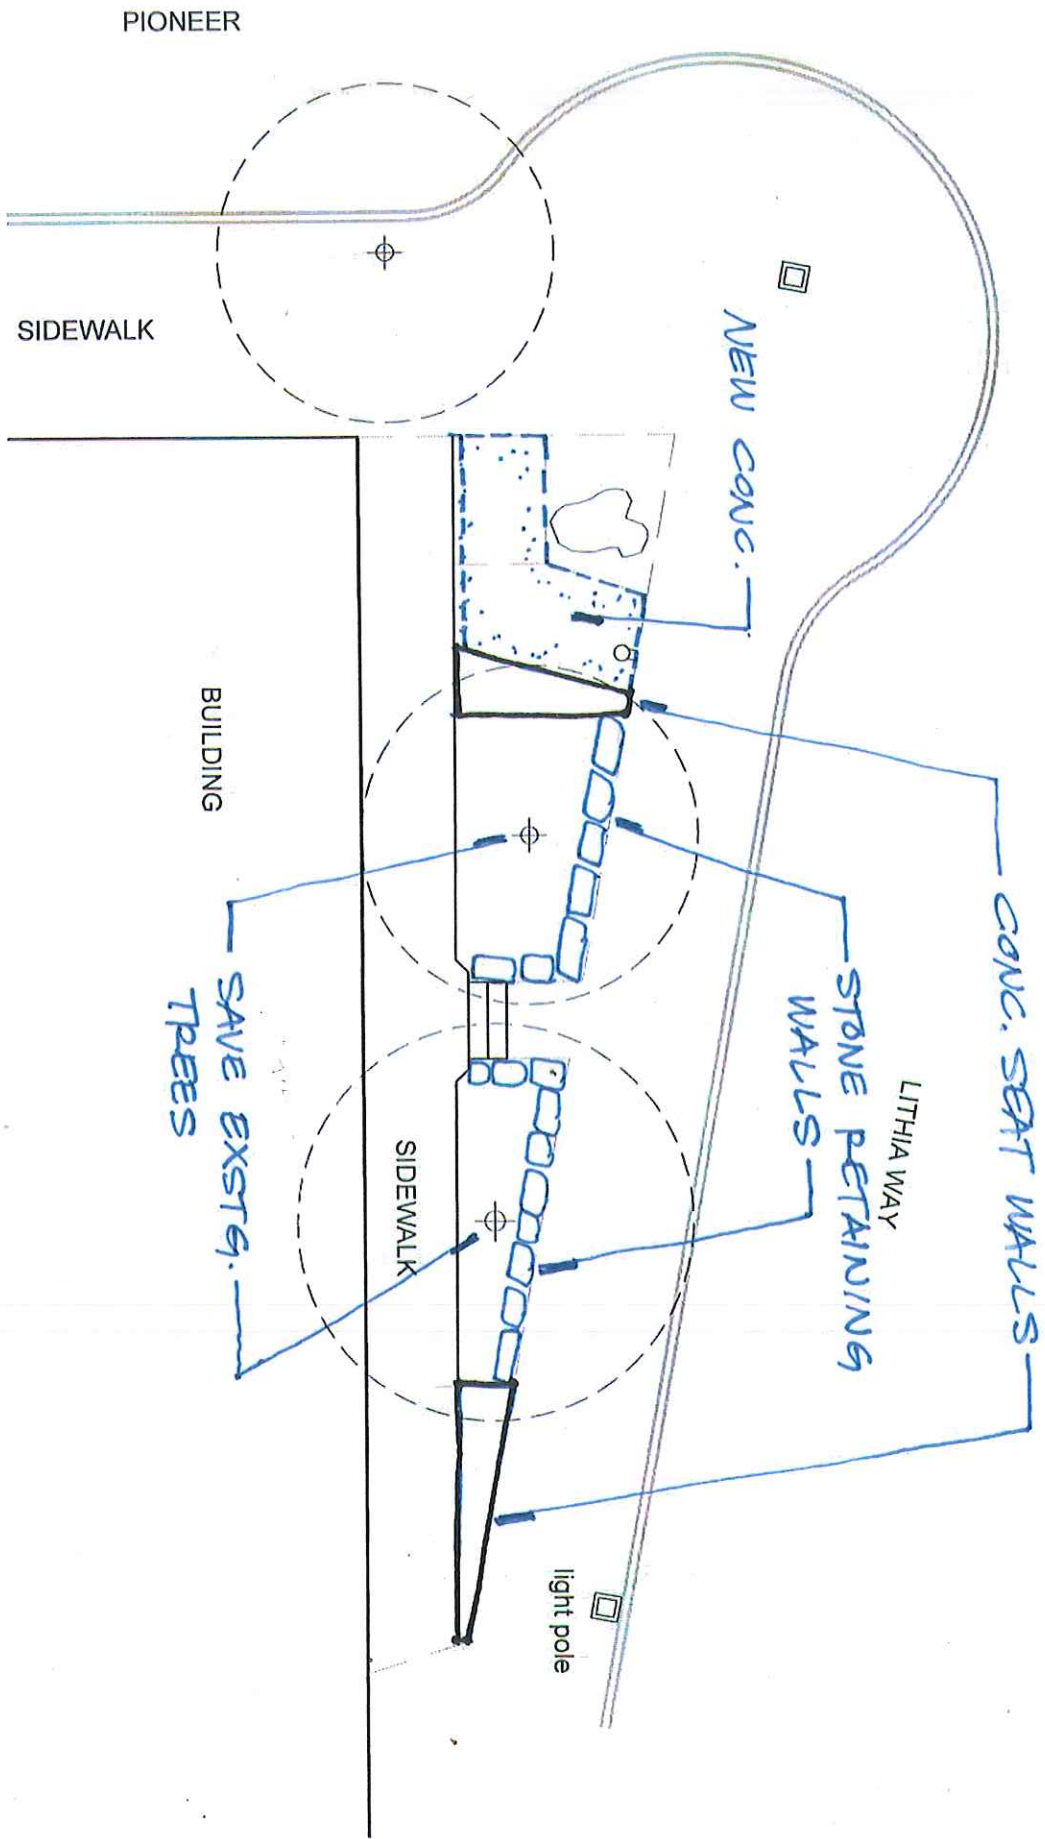 PIONEER
SIDEWALK
NEW CONC.
BUILDING
CONC. SEAT WALLS
LITHIA WAY
STONE RETAINING
WALLS
SAVE EXSTG.
TREES
SIDEWALK
light pole